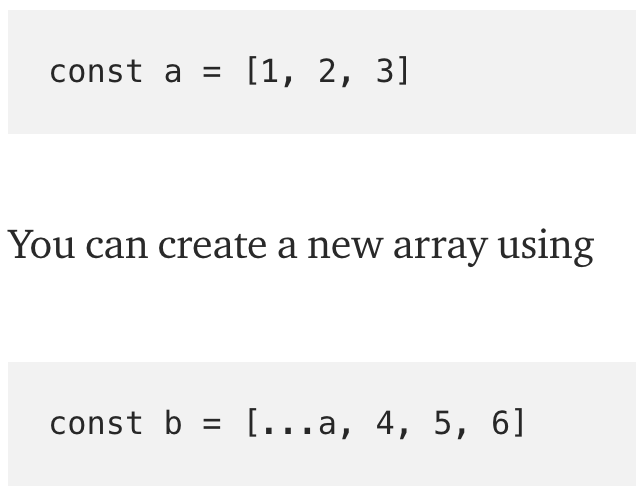 const a = [1, 2, 3]
You can create a new array using
const b = [...a, 4, 5, 6]